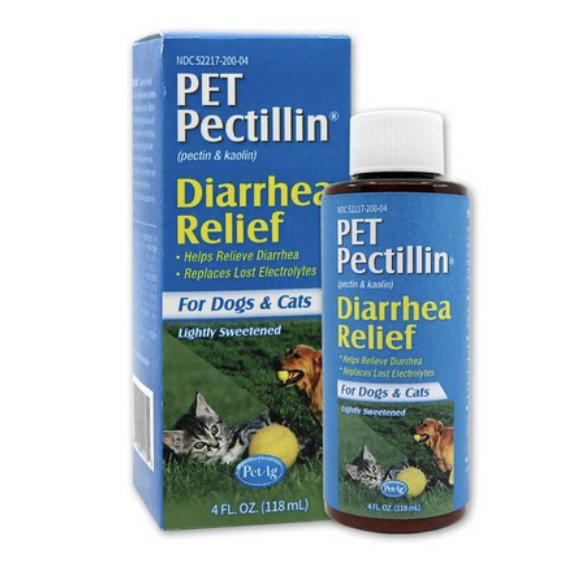 NDC 52217-200-04
PET
Pectillin®
(pectin & kaolin)
Diarrhea
Relief
• Helps Relieve Diarrhea
• Replaces Lost Electrolytes
For Dogs & Cats
Lightly Sweetened
PetAg
4 FL. OZ. (118 mL)
NDC 52217-200-04
PET
Pectillin®
(pectin & kaolin)
Diarrhea
Relief
• Helps Relieve Diarrhea
• Replaces Lost Electrolytes
For Dogs & Cats
Lightly Sweetened
PetAg
4 FL. OZ. (118 mL)